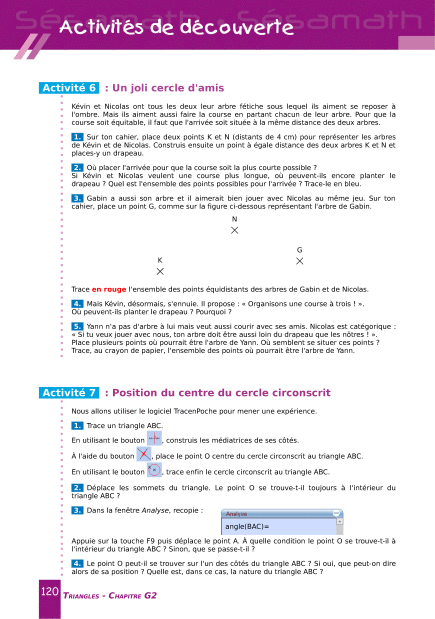 Sésamath - Sésamath
Activités de découverte
Activité 6 : Un joli cercle d'amis
Kévin et Nicolas ont tous les deux leur arbre fétiche sous lequel ils aiment se reposer à
l'ombre. Mais ils aiment aussi faire la course en partant chacun de leur arbre. Pour que la
course soit équitable, il faut que l'arrivée soit située à la même distance des deux arbres.
1. Sur ton cahier, place deux points K et N (distants de 4 cm) pour représenter les arbres
de Kévin et de Nicolas. Construis ensuite un point à égale distance des deux arbres K et N et
places-y un drapeau.
2. Où placer l'arrivée pour que la course soit la plus courte possible ?
Si Kévin et Nicolas veulent une course plus longue, où peuvent-ils encore planter le
drapeau ? Quel est l'ensemble des points possibles pour l'arrivée ? Trace-le en bleu.
3. Gabin a aussi son arbre et il aimerait bien jouer avec Nicolas au même jeu. Sur ton
cahier, place un point G, comme sur la figure ci-dessous représentant l'arbre de Gabin.
N
G
K
Trace en rouge l'ensemble des points équidistants des arbres de Gabin et de Nicolas.
4. Mais Kévin, désormais, s'ennuie. Il propose : « Organisons une course à trois ! ».
Où peuvent-ils planter le drapeau ? Pourquoi ?
5. Yann n'a pas d'arbre à lui mais veut aussi courir avec ses amis. Nicolas est catégorique :
« Si tu veux jouer avec nous, ton arbre doit être aussi loin du drapeau que les nôtres ! ».
Place plusieurs points où pourrait être l'arbre de Yann. Où semblent se situer ces points ?
Trace, au crayon de papier, l'ensemble des points où pourrait être l'arbre de Yann.
Activité 7 : Position du centre du cercle circonscrit
Nous allons utiliser le logiciel TracenPoche pour mener une expérience.
1. Trace un triangle ABC.
En utilisant le bouton , construis les médiatrices de ses côtés.
À l'aide du bouton , place le point O centre du cercle circonscrit au triangle ABC.
En utilisant le bouton , trace enfin le cercle circonscrit au triangle ABC.
2. Déplace les sommets du triangle. Le point O se trouve-t-il toujours à l'intérieur du
triangle ABC ?
3. Dans la fenêtre Analyse, recopie :
Analyse
angle(BAC)=
Appuie sur la touche F9 puis déplace le point A. À quelle condition le point O se trouve-t-il à
l'intérieur du triangle ABC ? Sinon, que se passe-t-il ?
4. Le point O peut-il se trouver sur l'un des côtés du triangle ABC ? Si oui, que peut-on dire
alors de sa position ? Quelle est, dans ce cas, la nature du triangle ABC ?
120 Triangles - Chapitre G2